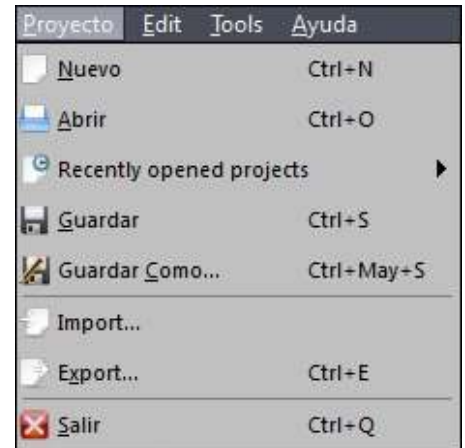 Proyecto Edit Tools Ayuda
Nuevo Ctrl+N
Abrir Ctrl+O
Recently opened projects
Guardar Ctrl+S
Guardar Como... Ctrl+May+S
Import...
Export... Ctrl+E
Salir Ctrl+Q